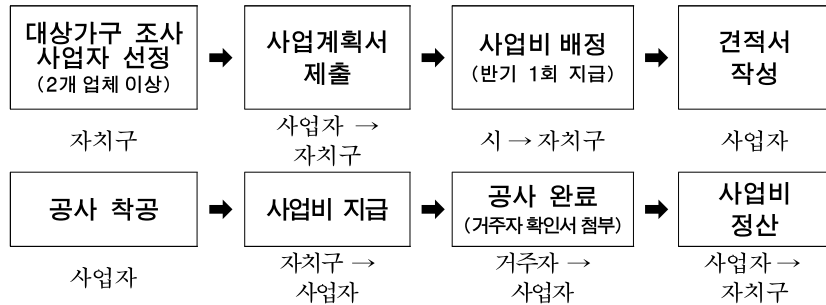 대상가구 조사
사업자 선정
(2개 업체 이상)
➡
사업계획서
제출
➡
사업비 배정
(반기 1회 지급)
➡
견적서
작성
자치구
사업자 →
자치구
시 → 자치구
사업자
공사 착공
➡
사업비 지급
➡
공사 완료
(거주자 확인서 첨부)
➡
사업비
정산
사업자
자치구 →
사업자
거주자 →
사업자
사업자 →
자치구